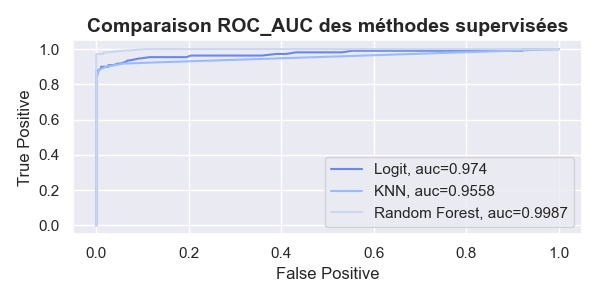 Comparaison ROC_AUC des méthodes supervisées
True Positive
1.0
0.8
0.6
0.4
0.2
0.0
Logit, auc=0.974
KNN, auc=0.9558
Random Forest, auc=0.9987
0.0 0.2 0.4 0.6 0.8 1.0
False Positive